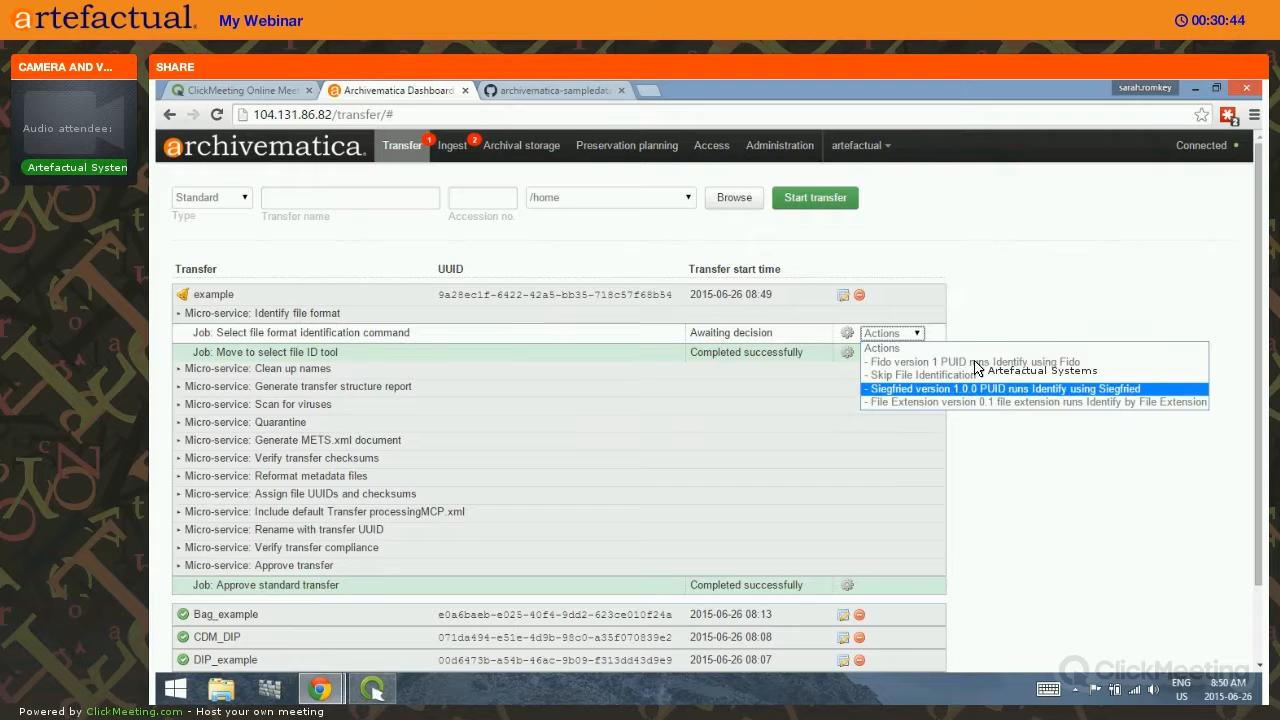 artefactual. My Webinar 00:30:44
CAMERA AND V... SHARE
Audio attendee:
Artefactual System
ClickMeeting Online Meet × Archivematica Dashboard × archivematica-sampledat × sarah.romkey
104.131.86.82/transfer/#
archivematica. Transfer 1 Ingest 2 Archival storage Preservation planning Access Administration artefactual Connected
Standard /home Browse Start transfer
Type Transfer name Accession no.
Transfer UUID Transfer start time
example 9a28ec1f-6422-42a5-bb35-718c57f68b54 2015-06-26 08:49
Micro-service: Identify file format
Job: Select file format identification command Awaiting decision Actions
Actions
Job: Move to select file ID tool Completed successfully
- Fido version 1 PUID runs Identify using Fido
Artefactual Systems
Micro-service: Clean up names
- Skip File Identification
Micro-service: Generate transfer structure report
- Siegfried version 1.0.0 PUID runs Identify using Siegfried
Micro-service: Scan for viruses
- File Extension version 0.1 file extension runs Identify by File Extension
Micro-service: Quarantine
Micro-service: Generate METS.xml document
Micro-service: Verify transfer checksums
Micro-service: Reformat metadata files
Micro-service: Assign file UUIDs and checksums
Micro-service: Include default Transfer processingMCP.xml
Micro-service: Rename with transfer UUID
Micro-service: Verify transfer compliance
Micro-service: Approve transfer
Job: Approve standard transfer Completed successfully
Bag_example e0a6baeb-e025-40f4-9dd2-623ce010f24a 2015-06-26 08:13
CDM_DIP 071da494-e51e-4d9b-98c0-a35f070839e2 2015-06-26 08:08
DIP_example 00d6473b-a54b-46ac-9b09-f313dd43d9e9 2015-06-26 08:07
ClickMeeting
ENG 8:50 AM
US 2015-06-26
Powered by ClickMeeting.com - Host your own meeting